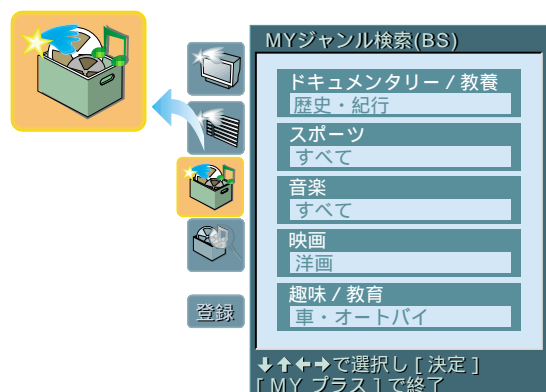 MYジャンル検索(BS)
ドキュメンタリー / 教養
歴史・紀行
スポーツ
すべて
音楽
すべて
映画
洋画
趣味 / 教育
車・オートバイ
登録
↓↑←→で選択し [ 決定 ]
[ MY プラス ] で終了